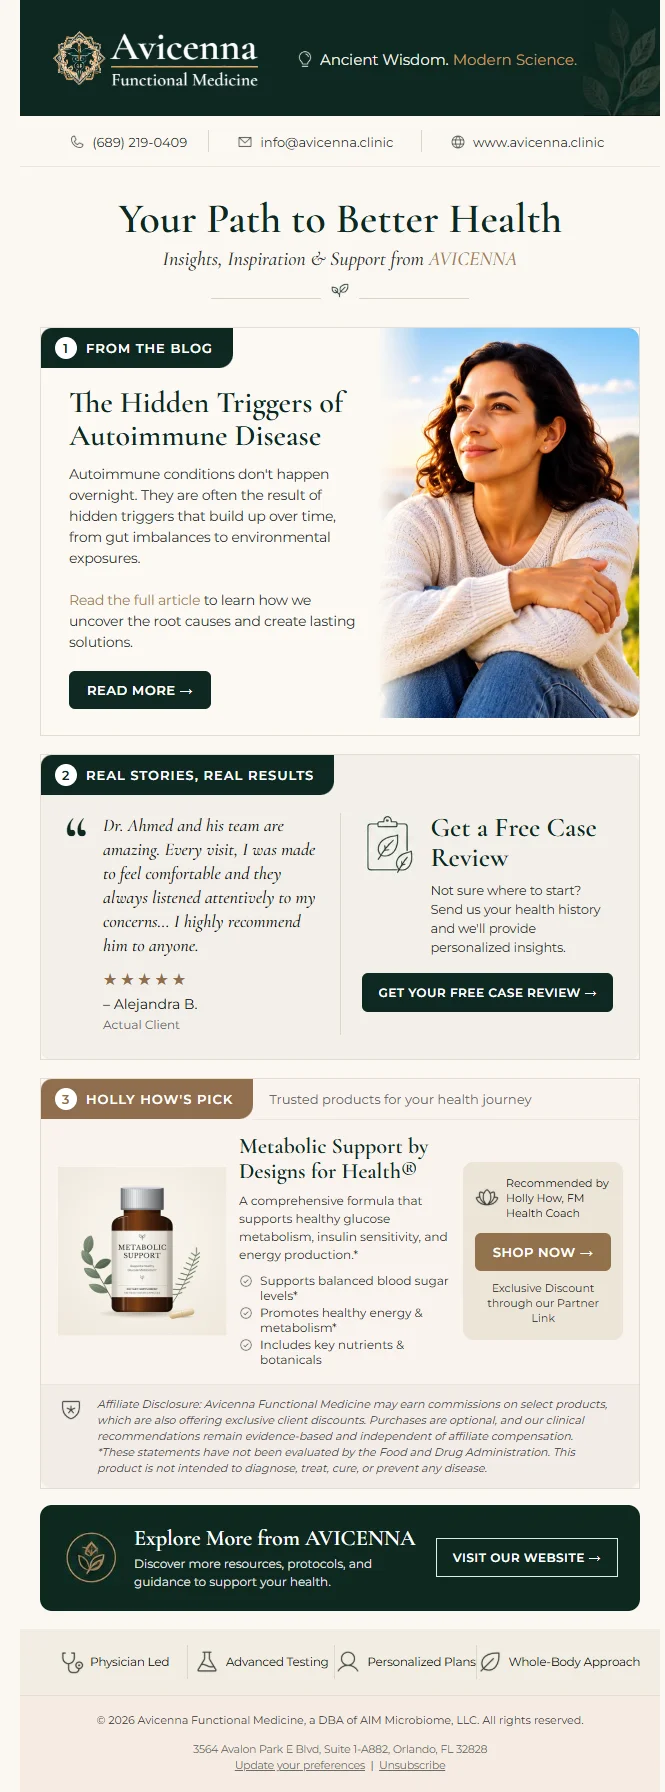 Avicenna
Functional Medicine
Ancient Wisdom. Modern Science.
(689) 219-0409
info@avicenna.clinic
www.avicenna.clinic
Your Path to Better Health
Insights, Inspiration & Support from AVICENNA
1 FROM THE BLOG
The Hidden Triggers of
Autoimmune Disease
Autoimmune conditions don't happen
overnight. They are often the result of
hidden triggers that build up over time,
from gut imbalances to environmental
exposures.
Read the full article to learn how we
uncover the root causes and create lasting
solutions.
READ MORE →
2 REAL STORIES, REAL RESULTS
“
Dr. Ahmed and his team are
amazing. Every visit, I was made
to feel comfortable and they
always listened attentively to my
concerns... I highly recommend
him to anyone.
★★★★★
– Alejandra B.
Actual Client
Get a Free Case
Review
Not sure where to start?
Send us your health history
and we'll provide
personalized insights.
GET YOUR FREE CASE REVIEW →
3 HOLLY HOW'S PICK
Trusted products for your health journey
METABOLIC
SUPPORT
Metabolic Support by
Designs for Health®
A comprehensive formula that
supports healthy glucose
metabolism, insulin sensitivity, and
energy production.*
Supports balanced blood sugar
levels*
Promotes healthy energy &
metabolism*
Includes key nutrients &
botanicals
Recommended by
Holly How, FM
Health Coach
SHOP NOW →
Exclusive Discount
through our Partner
Link
Affiliate Disclosure: Avicenna Functional Medicine may earn commissions on select products,
which are also offering exclusive client discounts. Purchases are optional, and our clinical
recommendations remain evidence-based and independent of affiliate compensation.
*These statements have not been evaluated by the Food and Drug Administration. This
product is not intended to diagnose, treat, cure, or prevent any disease.
Explore More from AVICENNA
Discover more resources, protocols, and
guidance to support your health.
VISIT OUR WEBSITE →
Physician Led
Advanced Testing
Personalized Plans
Whole-Body Approach
© 2026 Avicenna Functional Medicine, a DBA of AIM Microbiome, LLC. All rights reserved.
3564 Avalon Park E Blvd, Suite 1-A882, Orlando, FL 32828
Update your preferences | Unsubscribe